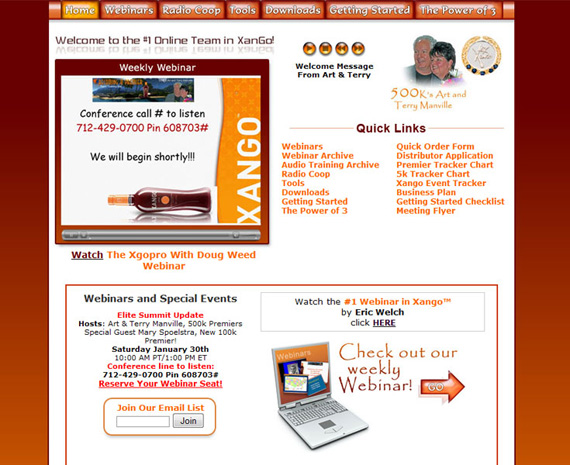 Home Webinars Radio Coop Tools Downloads Getting Started The Power of 3
Welcome to the #1 Online Team in XanGo!
Weekly Webinar
Conference call # to listen
712-429-0700 Pin 608703#
We will begin shortly!!!
XANGO
Watch The Xgopro With Doug Weed
Webinar
Welcome Message
From Art & Terry
500K's Art and
Terry Manville
Quick Links
Webinars
Webinar Archive
Audio Training Archive
Radio Coop
Tools
Downloads
Getting Started
The Power of 3
Quick Order Form
Distributor Application
Premier Tracker Chart
5k Tracker Chart
Xango Event Tracker
Business Plan
Getting Started Checklist
Meeting Flyer
Webinars and Special Events
Elite Summit Update
Hosts: Art & Terry Manville, 500k Premiers
Special Guest Mary Spoelstra, New 100k
Premier!
Saturday January 30th
10:00 AM PT/1:00 PM ET
Conference line to listen:
712-429-0700 Pin 608703#
Reserve Your Webinar Seat!
Join Our Email List
Join
Watch the #1 Webinar in Xango™
by Eric Welch
click HERE
Webinars
Check out our
weekly
Webinar!
GO